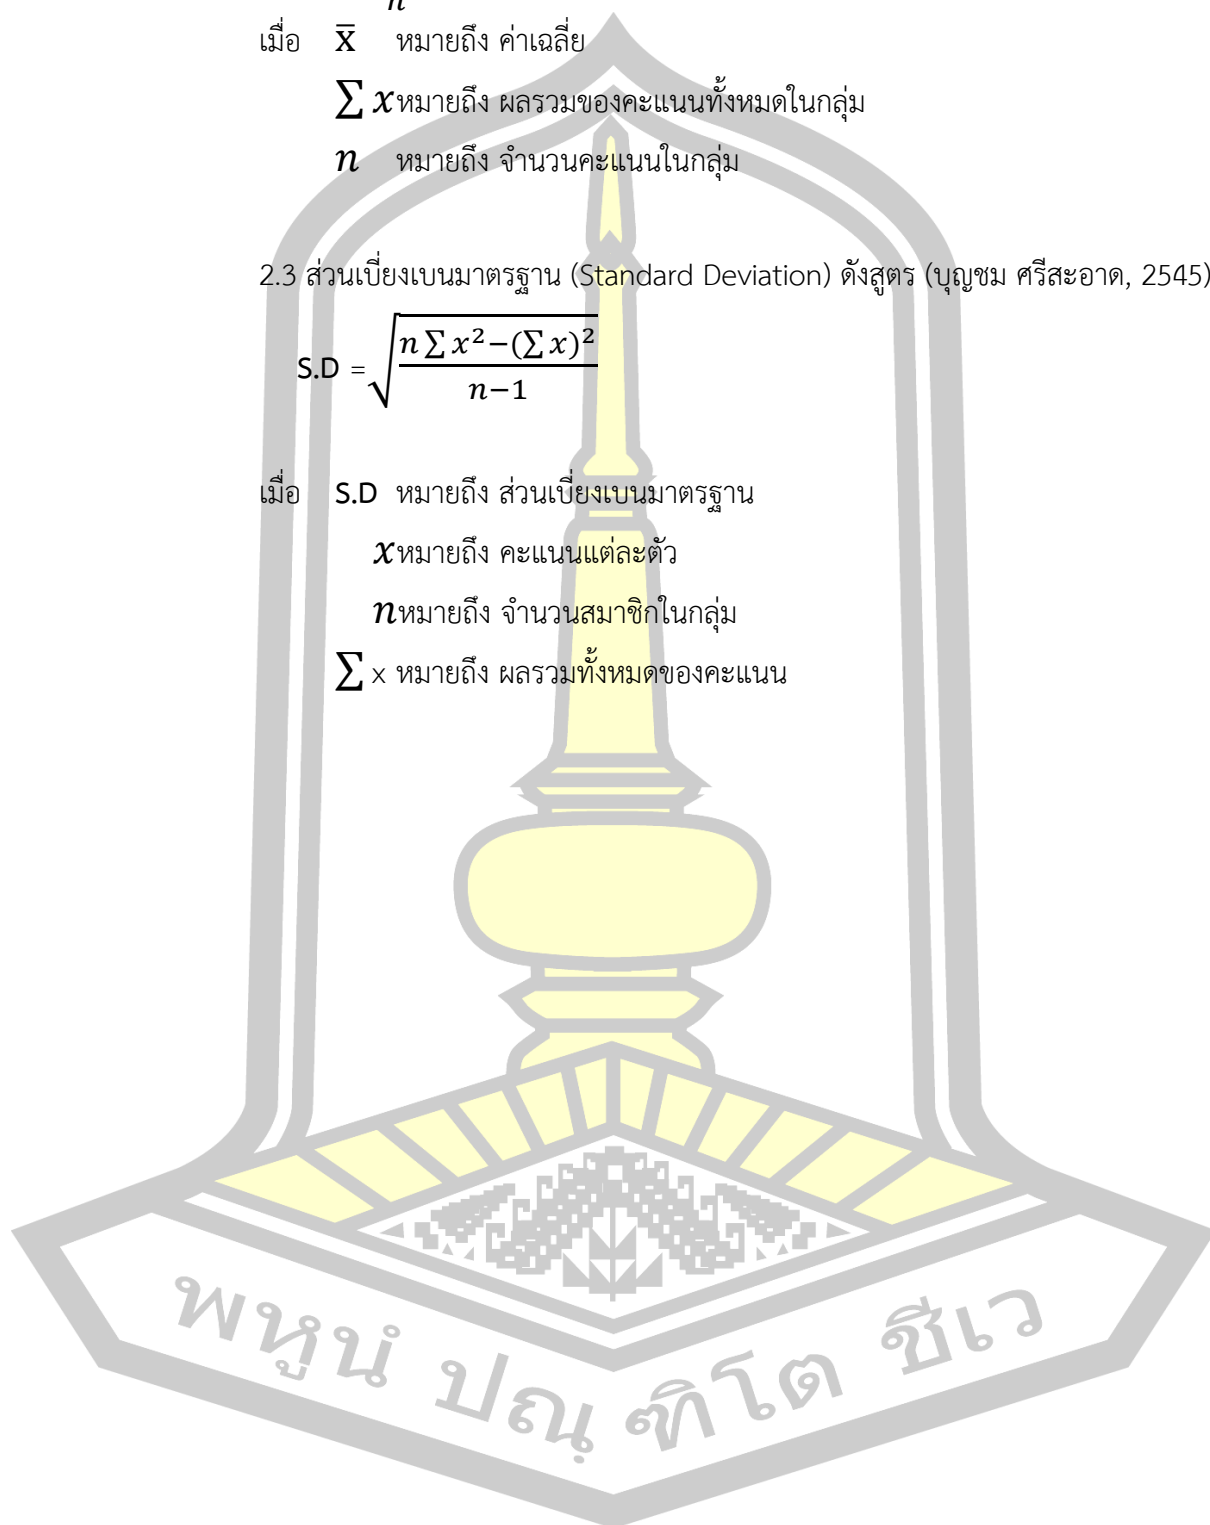 n
เมื่อ x̄ หมายถึง ค่าเฉลี่ย
∑ x หมายถึง ผลรวมของคะแนนทั้งหมดในกลุ่ม
n หมายถึง จำนวนคะแนนในกลุ่ม
2.3 ส่วนเบี่ยงเบนมาตรฐาน (Standard Deviation) ดังสูตร (บุญชม ศรีสะอาด, 2545)
S.D = √((n ∑ x² − (∑ x)²) / (n−1))
เมื่อ S.D หมายถึง ส่วนเบี่ยงเบนมาตรฐาน
x หมายถึง คะแนนแต่ละตัว
n หมายถึง จำนวนสมาชิกในกลุ่ม
∑ x หมายถึง ผลรวมทั้งหมดของคะแนน
พหูนํ ปณฺฑิโต ชีเว